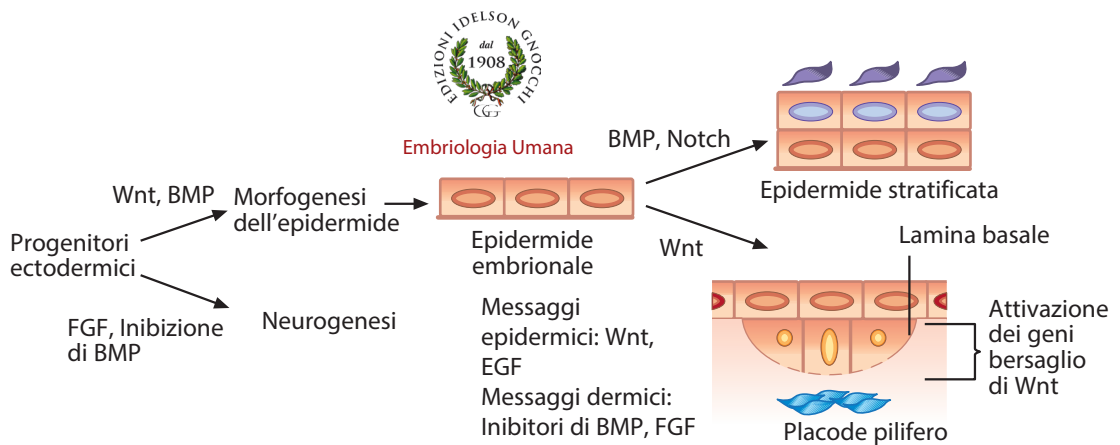 EDIZIONI IDELSON GNOCCHI
dal
1908
Embriologia Umana
BMP, Notch
Epidermide stratificata
Wnt, BMP
Morfogenesi
dell'epidermide
Progenitori
ectodermici
Epidermide
embrionale
Wnt
Lamina basale
FGF, Inibizione
di BMP
Neurogenesi
Messaggi
epidermici: Wnt,
EGF
Messaggi dermici:
Inibitori di BMP, FGF
Attivazione
dei geni
bersaglio
di Wnt
Placode pilifero